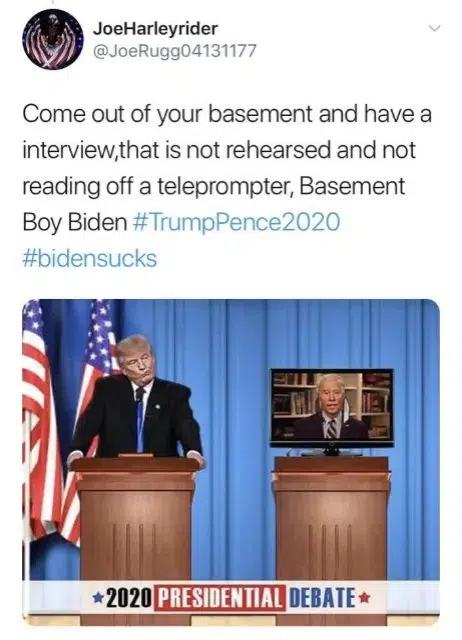 JoeHarleyrider
@JoeRugg04131177
Come out of your basement and have a
interview,that is not rehearsed and not
reading off a teleprompter, Basement
Boy Biden #TrumpPence2020
#bidensucks
2020 PRESIDENTIAL DEBATE